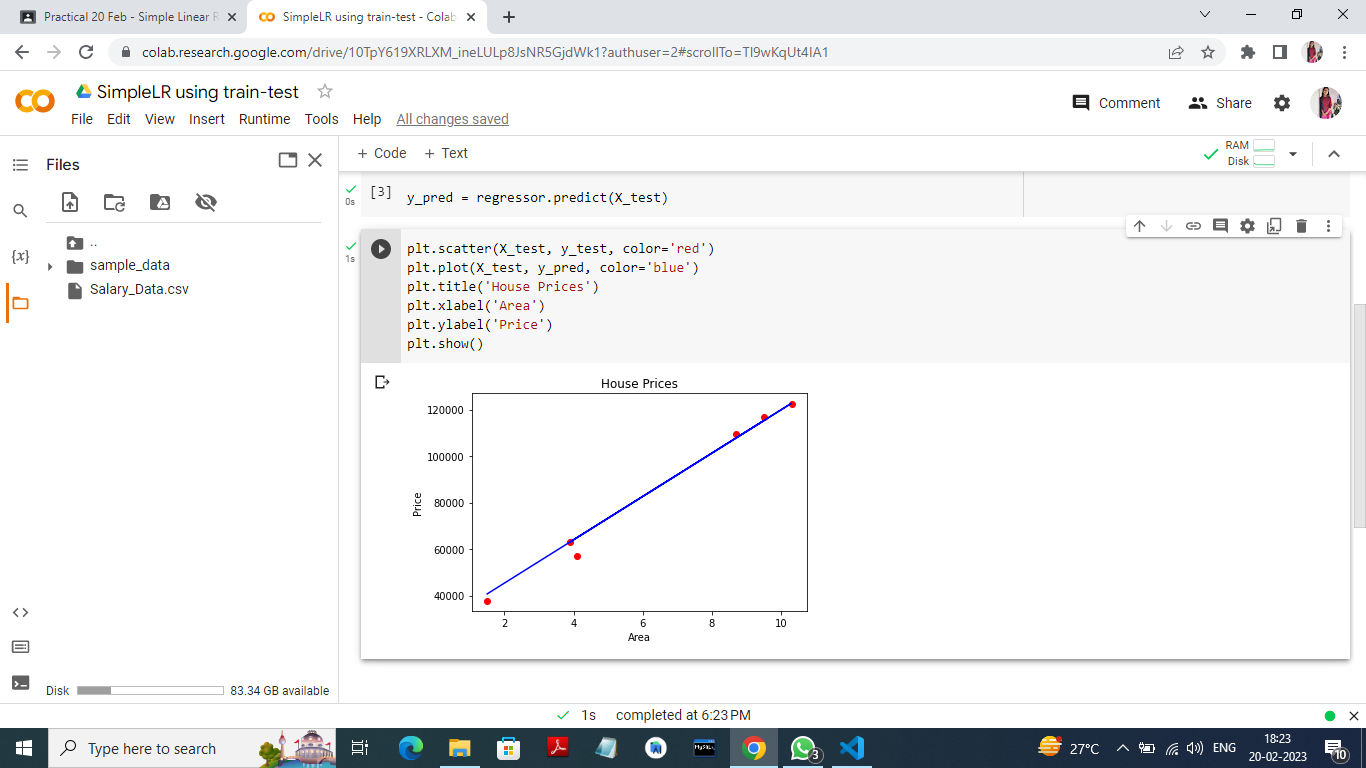 Practical 20 Feb - Simple Linear R
SimpleLR using train-test - Colab
colab.research.google.com/drive/10TpY619XRLXM_ineLULp8JsNR5GjdWk1?authuser=2#scrollTo=TI9wKqUt4IA1
SimpleLR using train-test
File Edit View Insert Runtime Tools Help All changes saved
Comment Share
Files
+ Code + Text
RAM
Disk
..
sample_data
Salary_Data.csv
{x}
0s
[3] y_pred = regressor.predict(X_test)
1s
plt.scatter(X_test, y_test, color='red')
plt.plot(X_test, y_pred, color='blue')
plt.title('House Prices')
plt.xlabel('Area')
plt.ylabel('Price')
plt.show()
House Prices
120000
100000
80000
60000
40000
Price
2 4 6 8 10
Area
Disk 83.34 GB available
1s completed at 6:23 PM
Type here to search
MySQL
3
27°C
ENG
18:23
20-02-2023
10